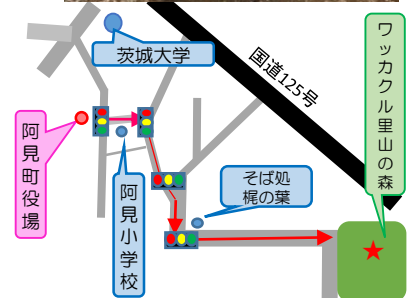 茨城大学
国道125号
ワッカクル里山の森
阿見町役場
阿見小学校
そば処
梶の葉